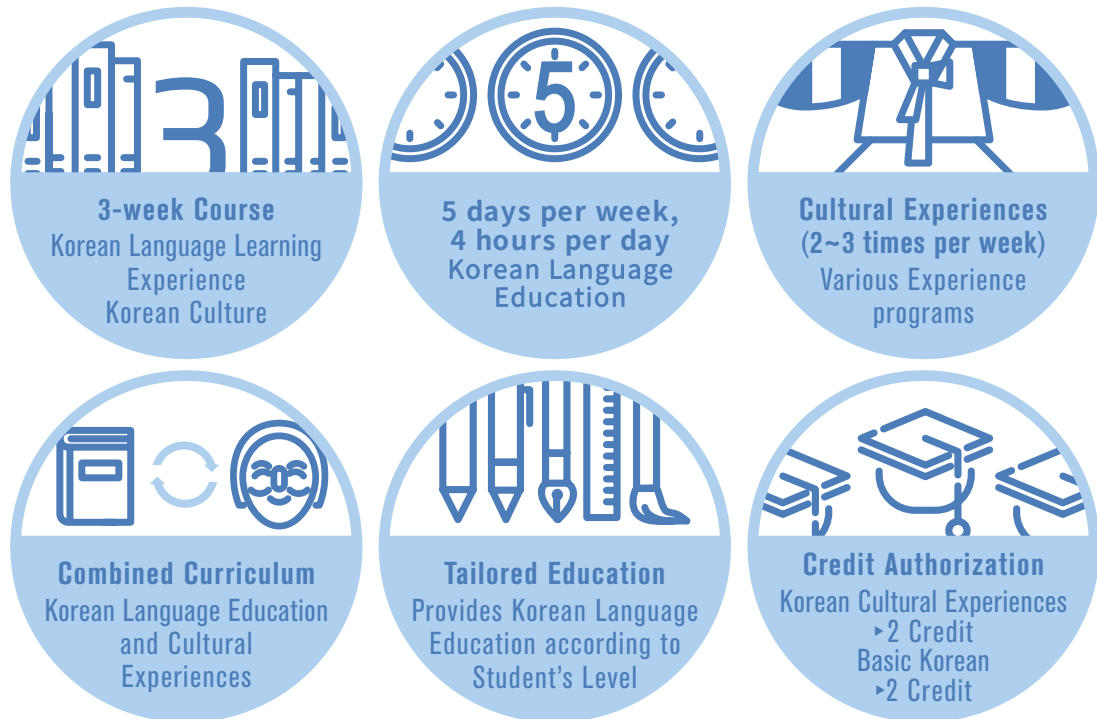 3
3-week Course
Korean Language Learning
Experience
Korean Culture
5
5 days per week,
4 hours per day
Korean Language
Education
Cultural Experiences
(2~3 times per week)
Various Experience
programs
Combined Curriculum
Korean Language Education
and Cultural
Experiences
Tailored Education
Provides Korean Language
Education according to
Student's Level
Credit Authorization
Korean Cultural Experiences
▸2 Credit
Basic Korean
▸2 Credit